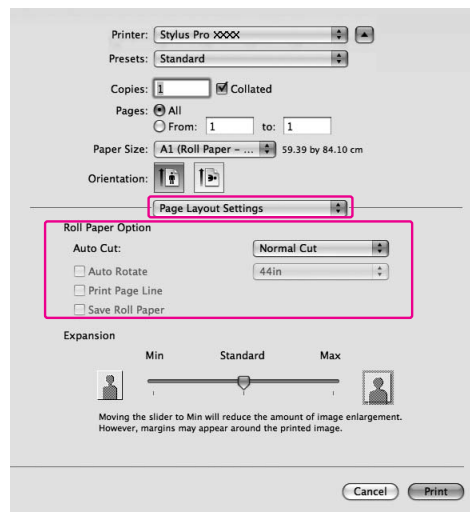 Printer: Stylus Pro XXXX
Presets: Standard
Copies: 1 Collated
Pages: All
From: 1 to: 1
Paper Size: A1 (Roll Paper – ... 59.39 by 84.10 cm
Orientation:
Page Layout Settings
Roll Paper Option
Auto Cut: Normal Cut
Auto Rotate 44in
Print Page Line
Save Roll Paper
Expansion
Min Standard Max
Moving the slider to Min will reduce the amount of image enlargement.
However, margins may appear around the printed image.
Cancel Print